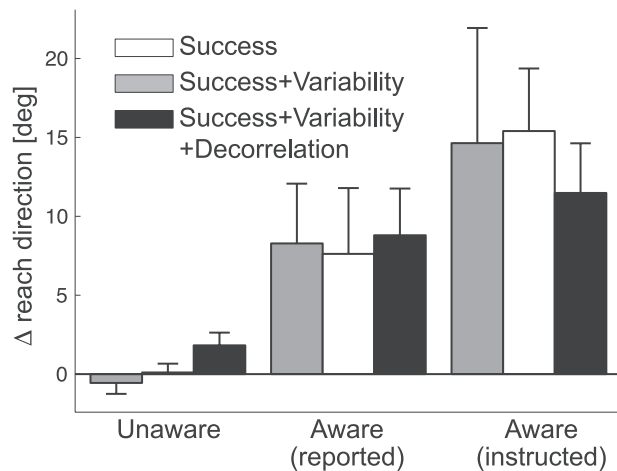 Success
Success+Variability
Success+Variability
+Decorrelation
Δ reach direction [deg]
20
15
10
5
0
Unaware
Aware
(reported)
Aware
(instructed)